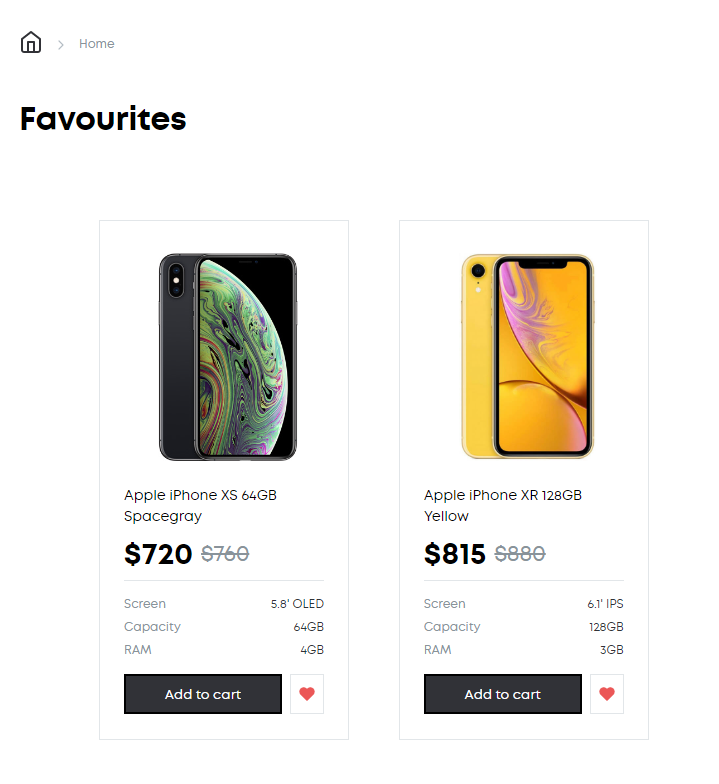 Home
Favourites
Apple iPhone XS 64GB
Spacegray
$720 $760
Screen 5.8' OLED
Capacity 64GB
RAM 4GB
Add to cart
Apple iPhone XR 128GB
Yellow
$815 $880
Screen 6.1' IPS
Capacity 128GB
RAM 3GB
Add to cart